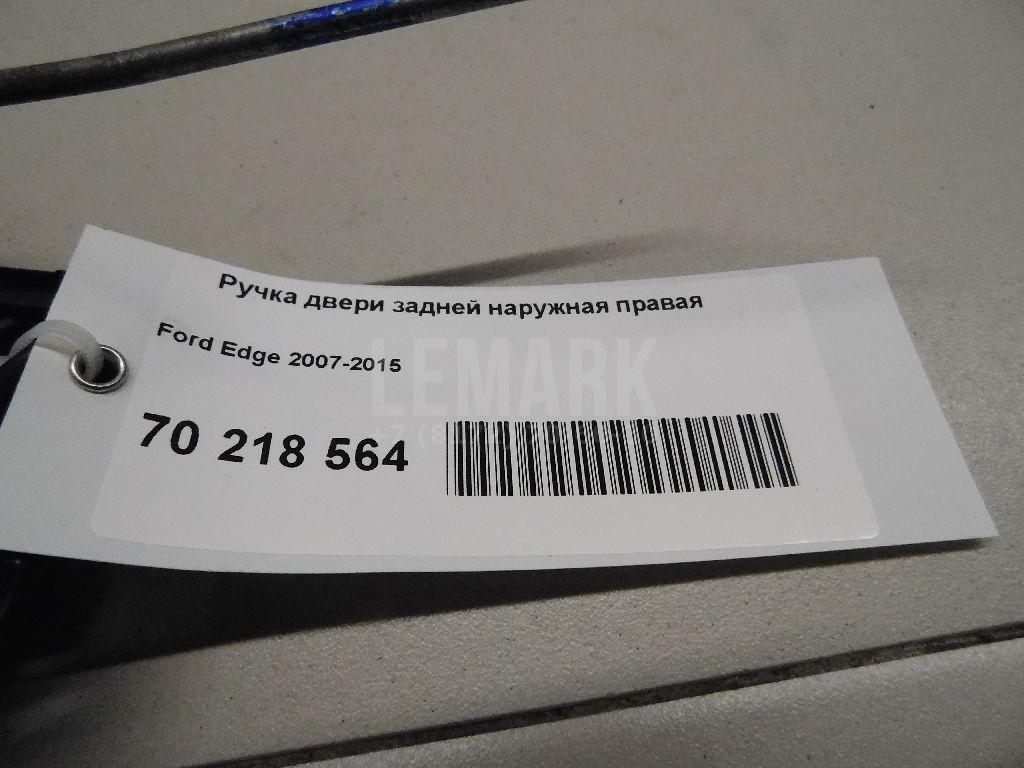 Ручка двери задней наружная правая
Ford Edge 2007-2015
LEMARK
70 218 564